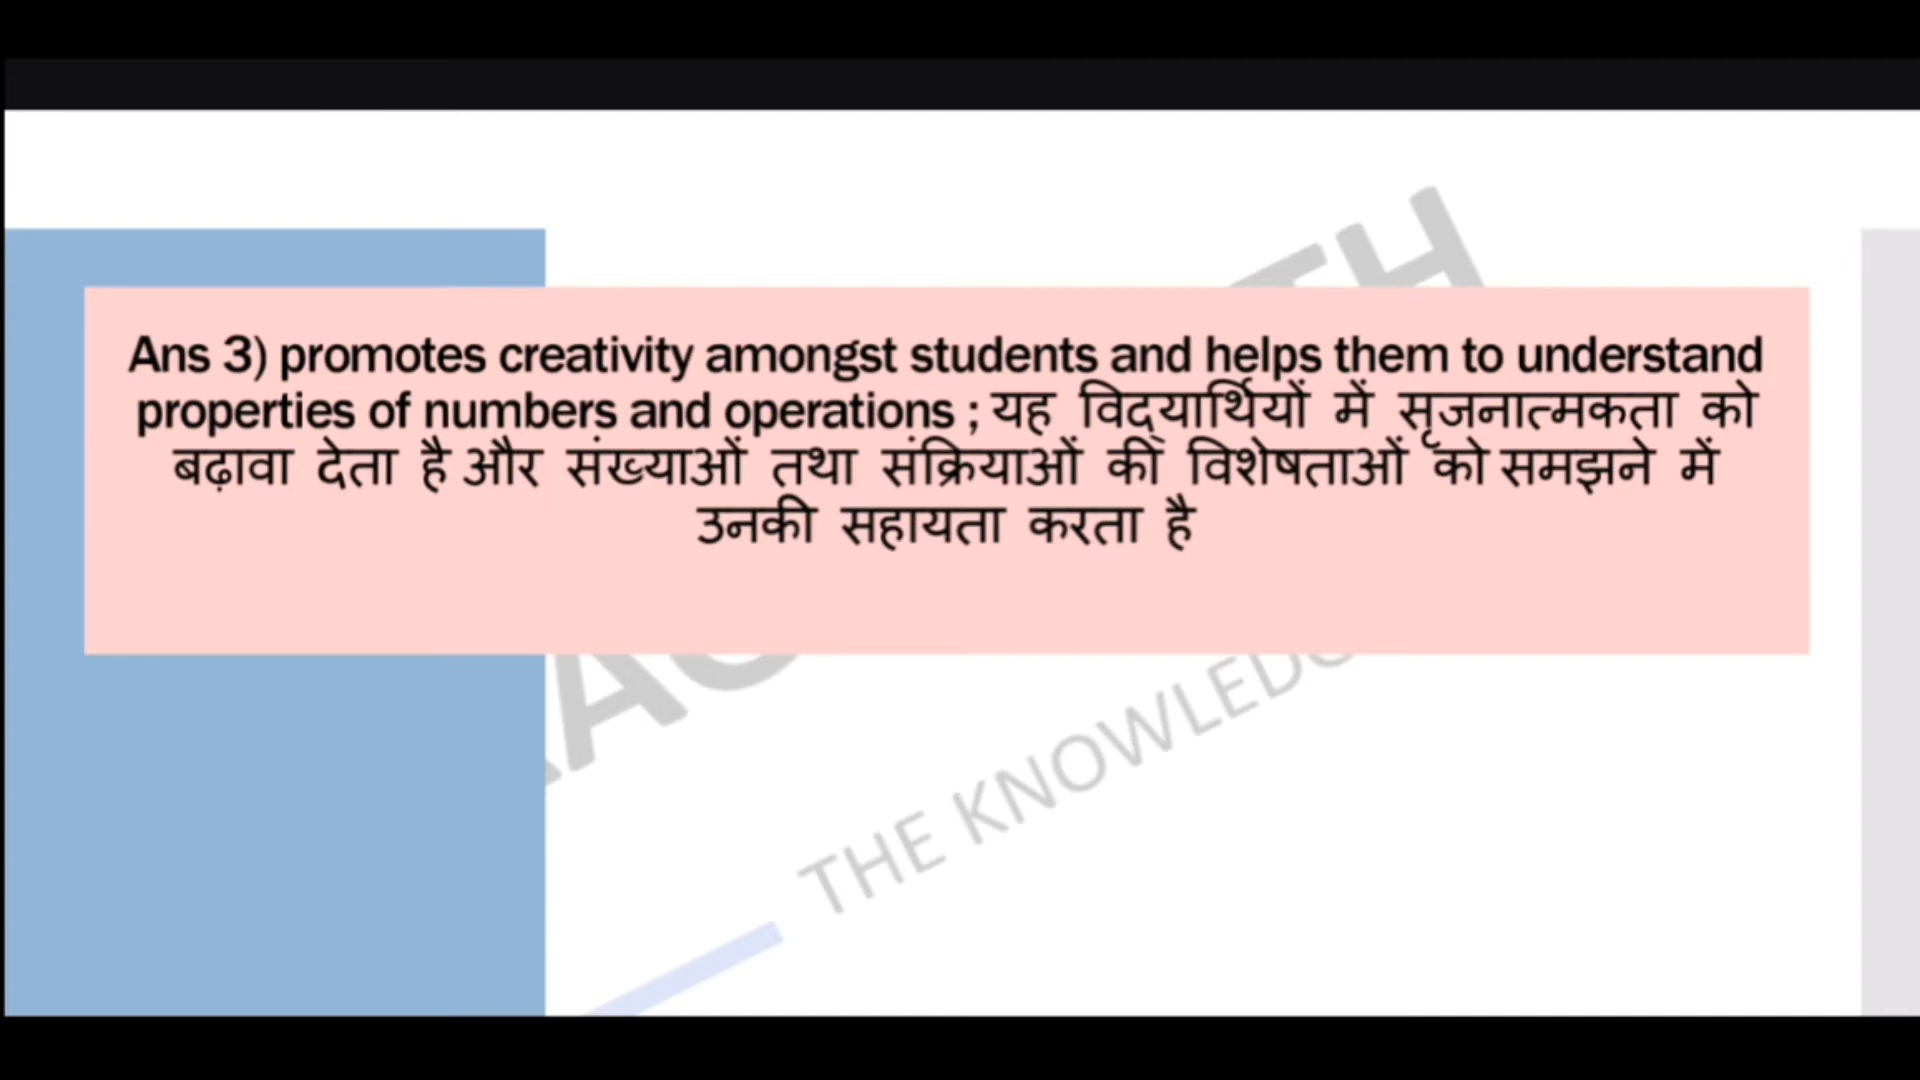 Ans 3) promotes creativity amongst students and helps them to understand
properties of numbers and operations ; यह विद्यार्थियों में सृजनात्मकता को
बढ़ावा देता है और संख्याओं तथा संक्रियाओं की विशेषताओं को समझने में
उनकी सहायता करता है
THE